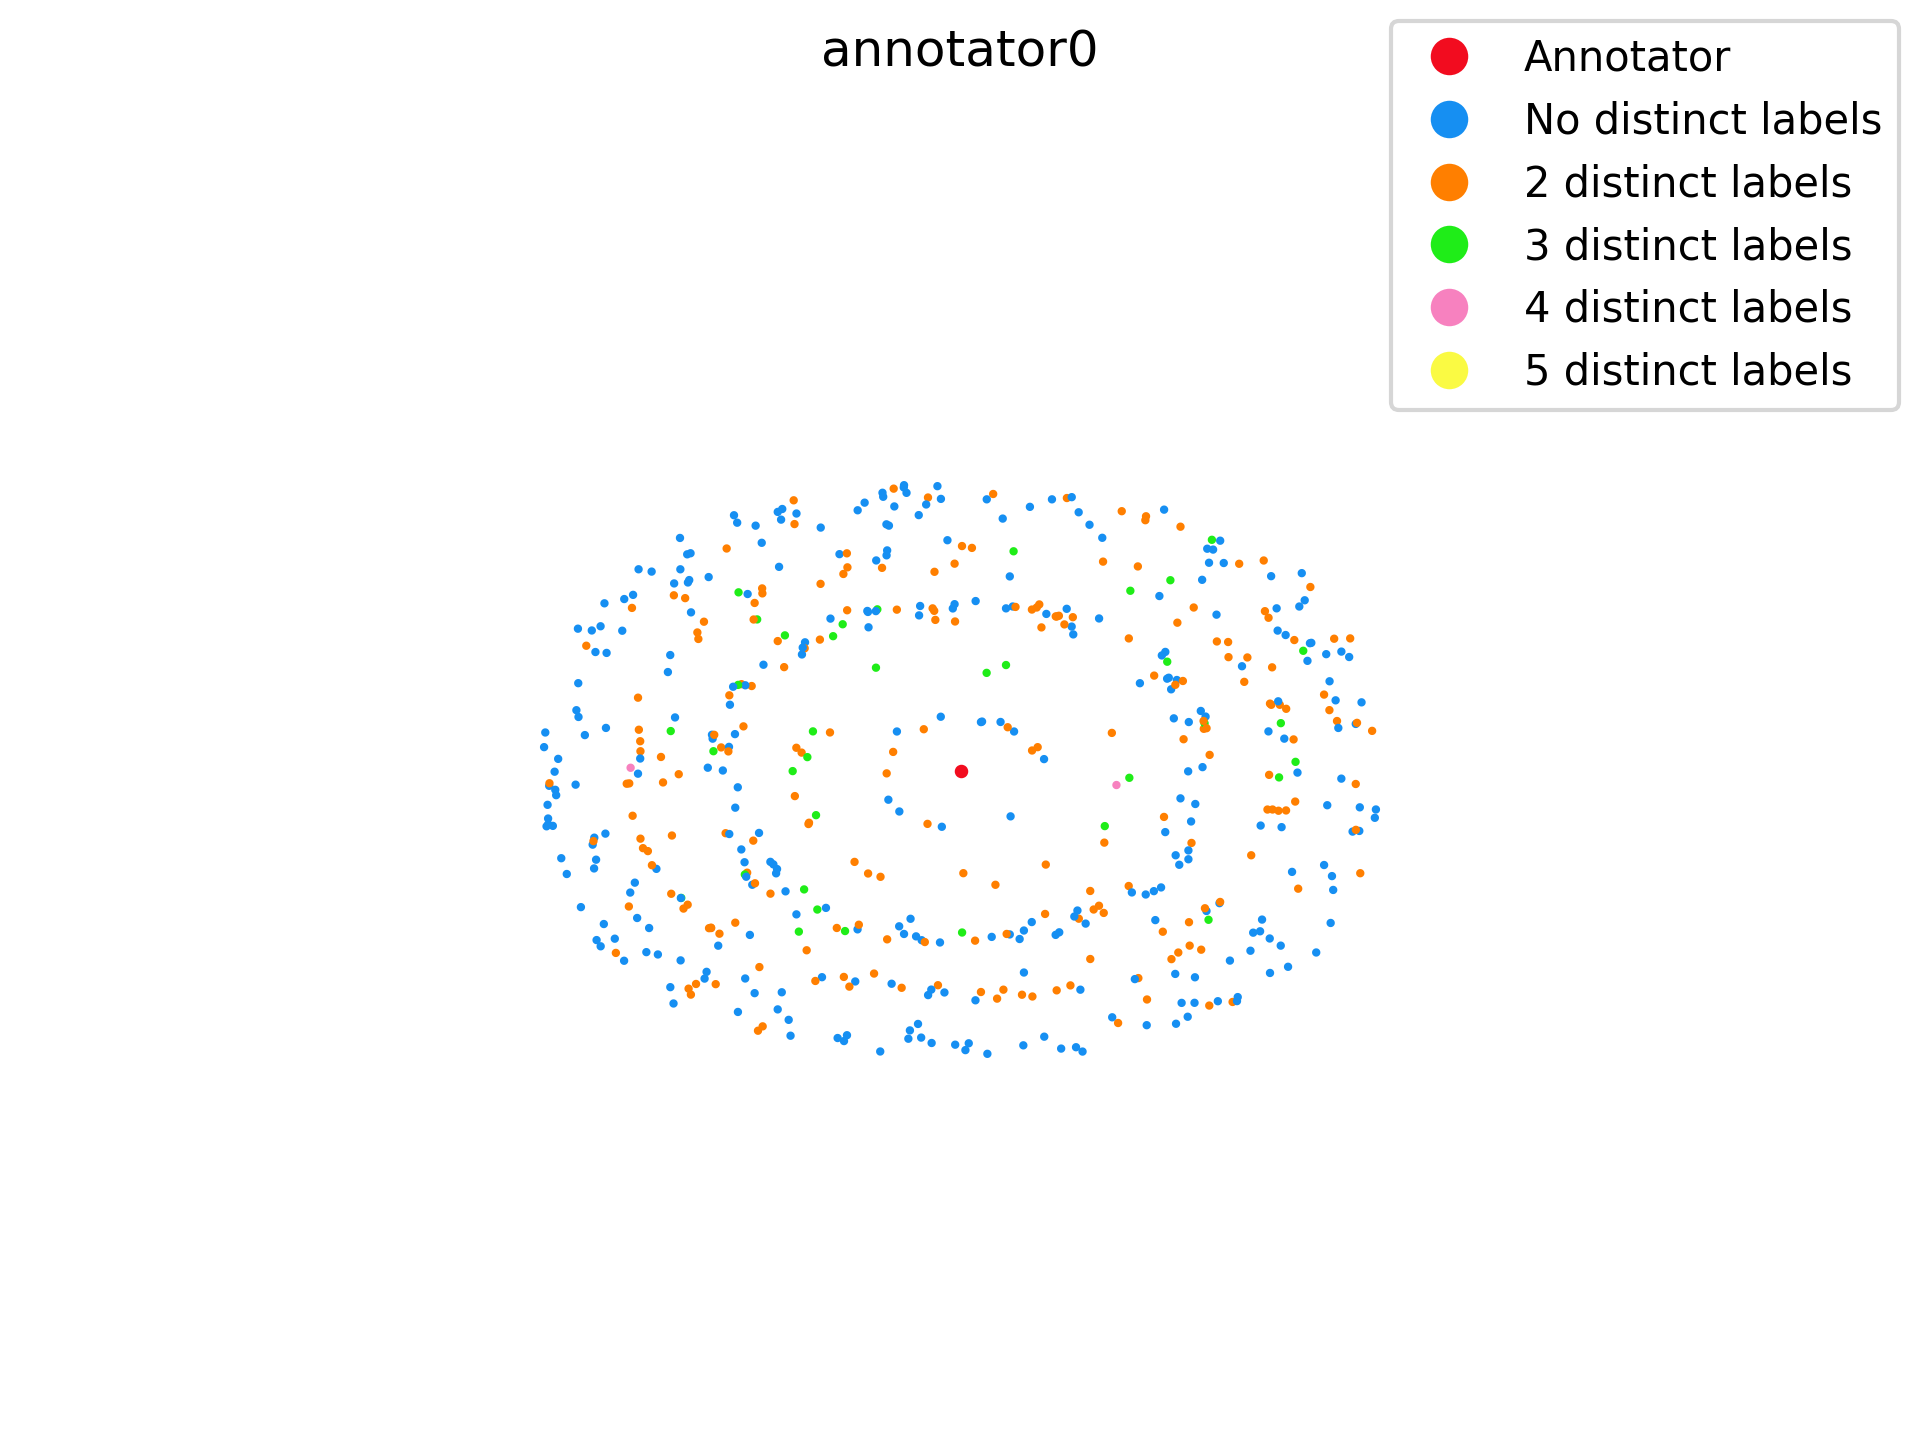 annotator0
Annotator
No distinct labels
2 distinct labels
3 distinct labels
4 distinct labels
5 distinct labels